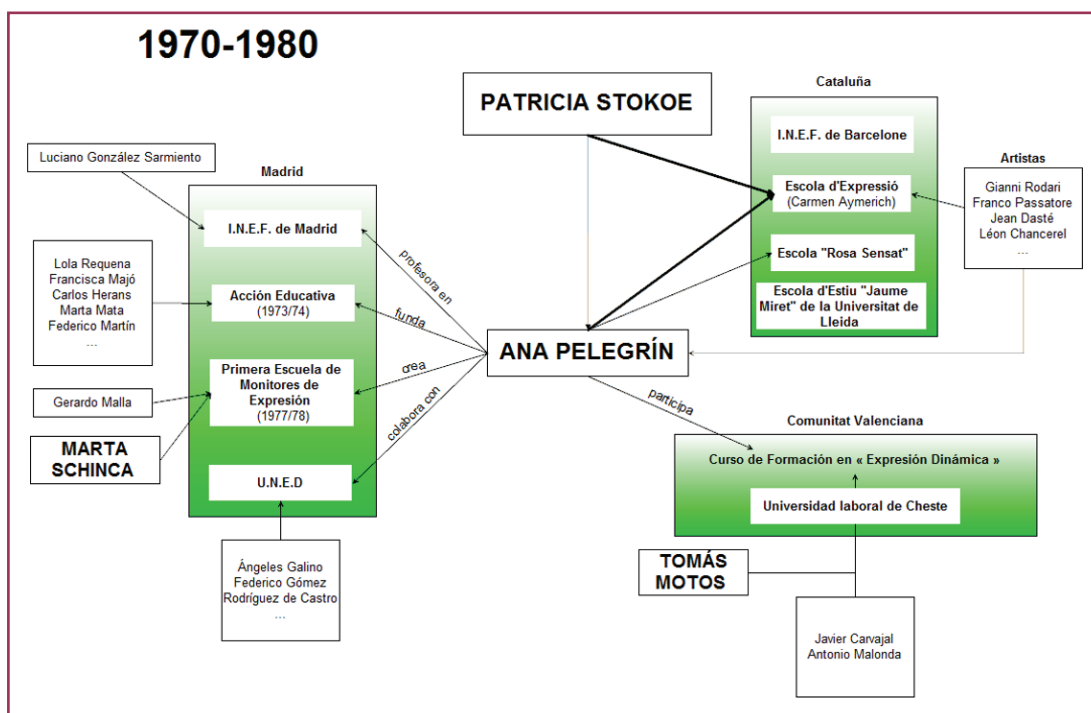 1970-1980
PATRICIA STOKOE
Cataluña
I.N.E.F. de Barcelone
Escola d'Expressió
(Carmen Aymerich)
Escola "Rosa Sensat"
Escola d'Estiu "Jaume
Miret" de la Universitat de
Lleida
Artistas
Gianni Rodari
Franco Passatore
Jean Dasté
Léon Chancerel
...
Luciano González Sarmiento
Madrid
I.N.E.F. de Madrid
Acción Educativa
(1973/74)
Primera Escuela de
Monitores de
Expresión
(1977/78)
U.N.E.D
Lola Requena
Francisca Majó
Carlos Herans
Marta Mata
Federico Martín
...
Gerardo Malla
MARTA
SCHINCA
Ángeles Galino
Federico Gómez
Rodríguez de Castro
...
profesora en
funda
crea
colabora con
ANA PELEGRÍN
participa
Comunitat Valenciana
Curso de Formación en « Expresión Dinámica »
Universidad laboral de Cheste
TOMÁS
MOTOS
Javier Carvajal
Antonio Malonda